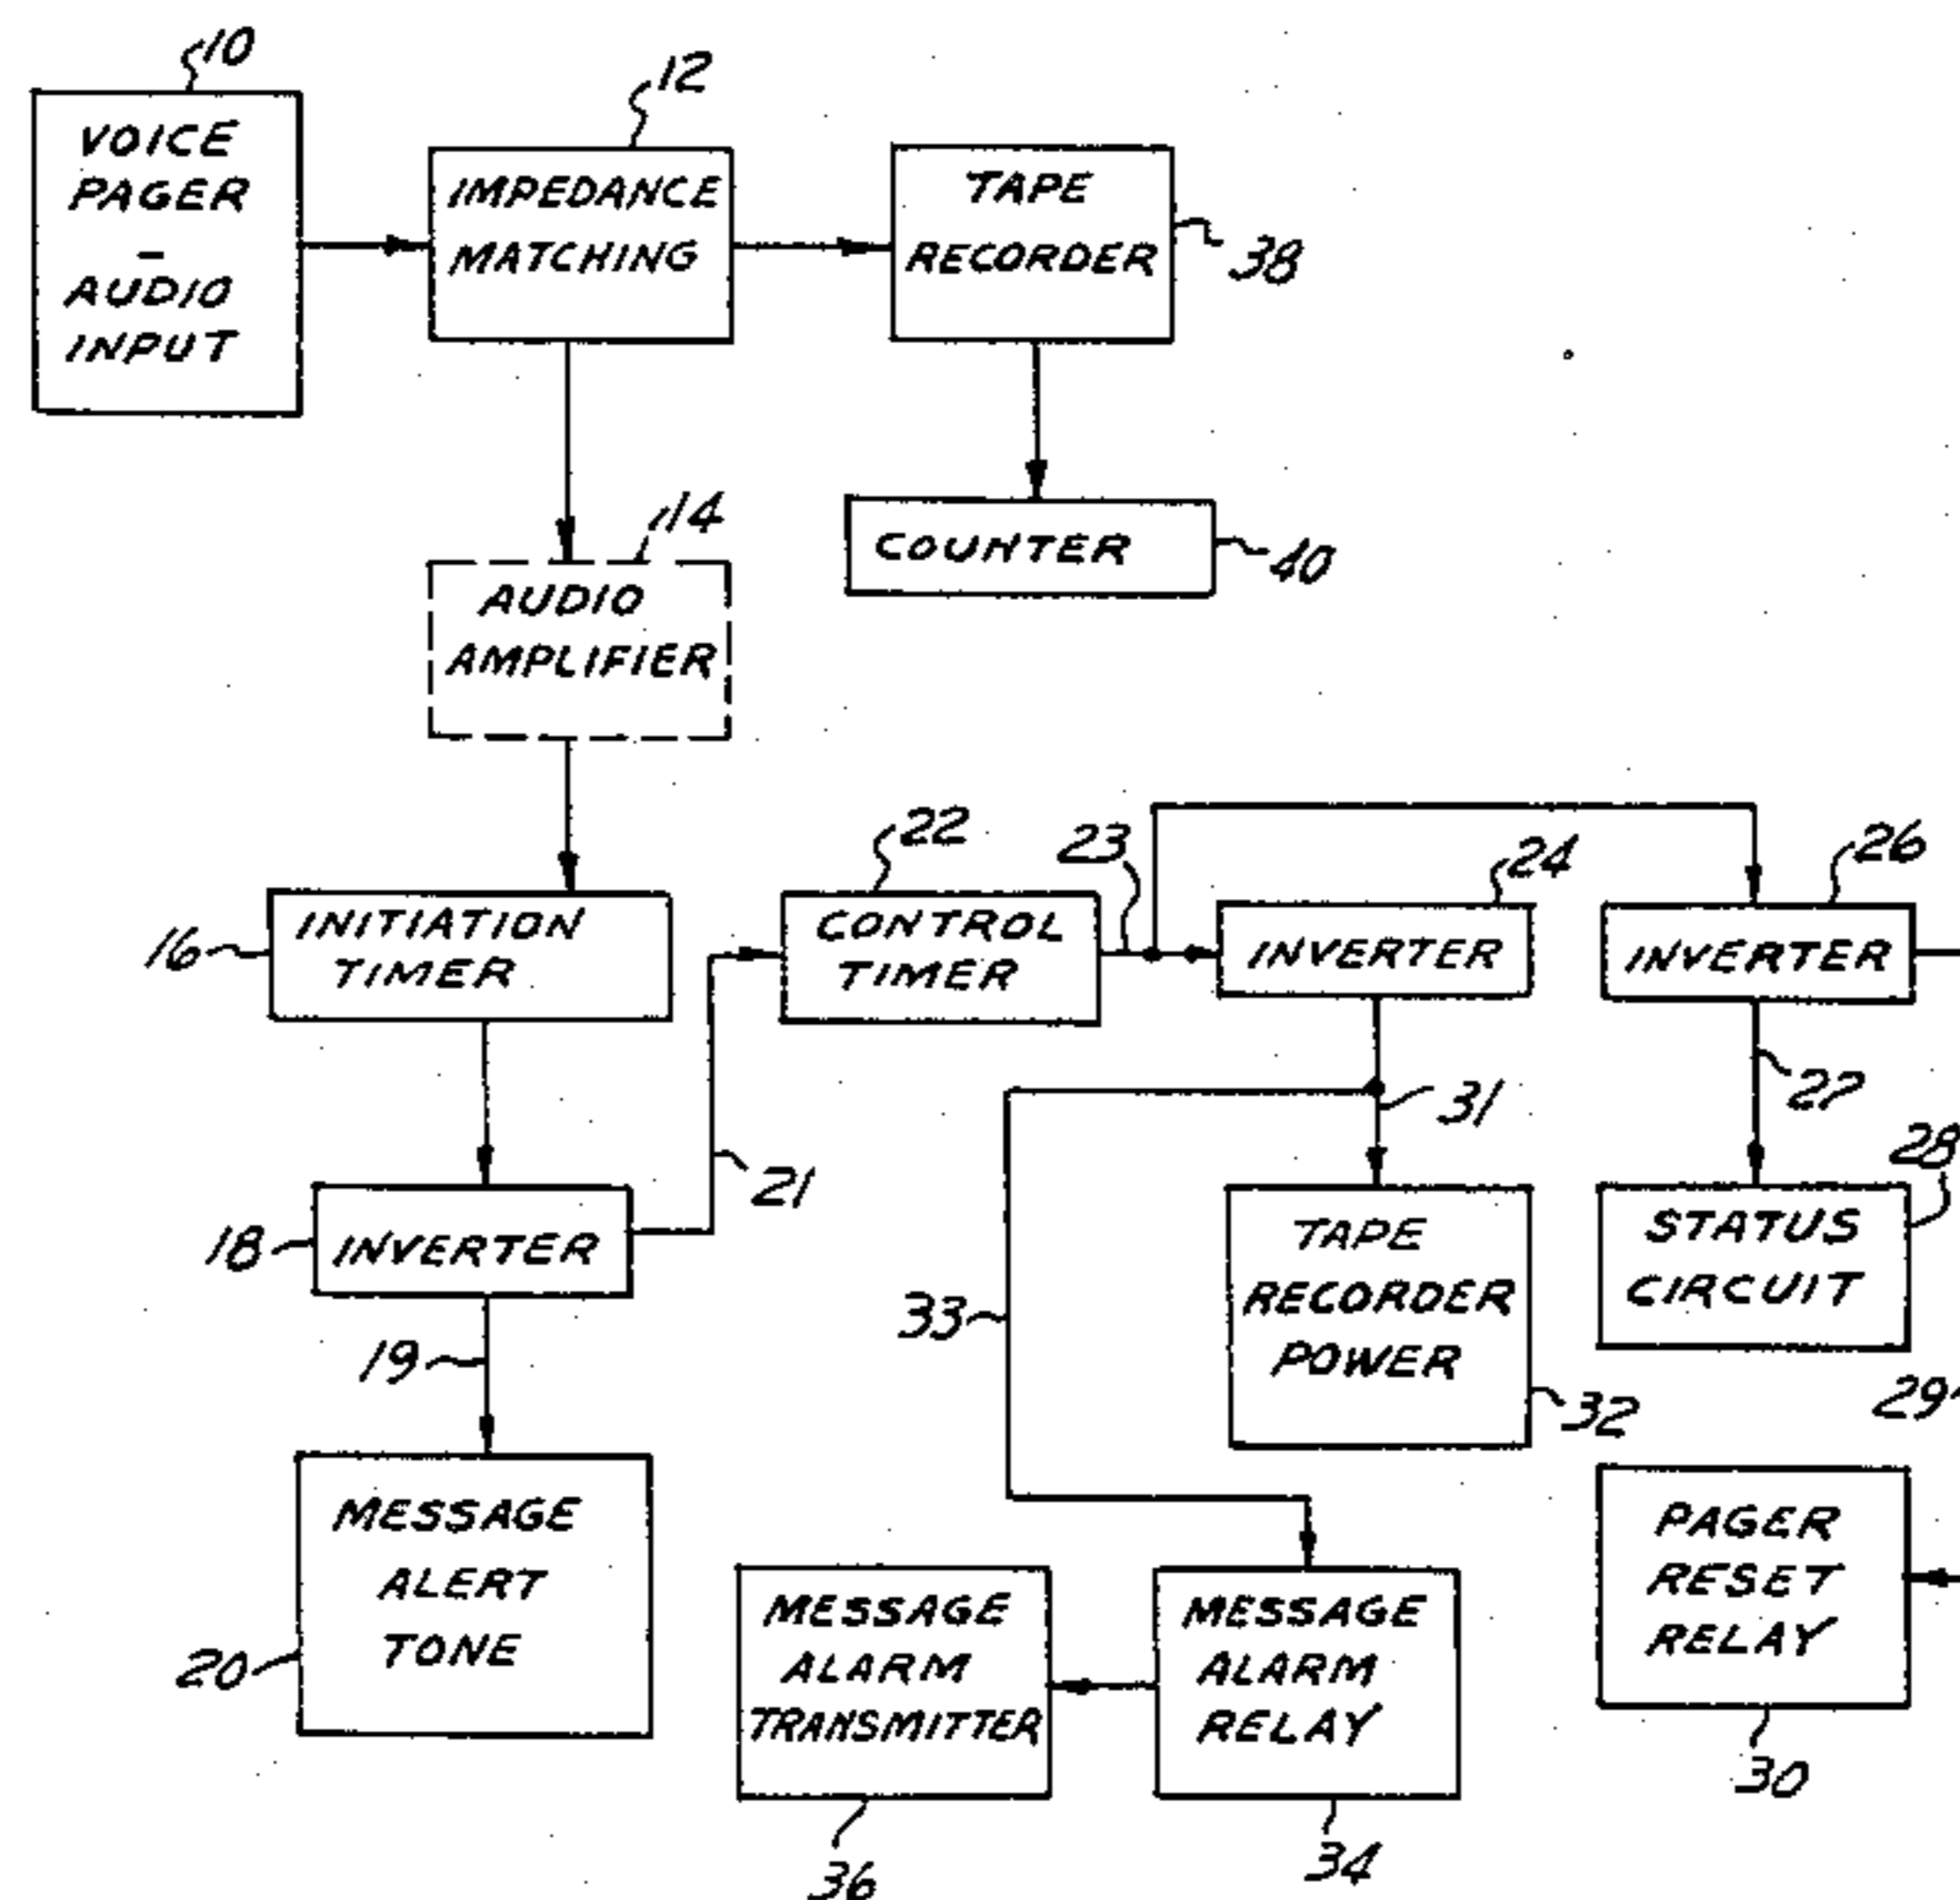 10
VOICE
PAGER
-
AUDIO
INPUT
12
IMPEDANCE
MATCHING
TAPE
RECORDER
38
COUNTER
40
14
AUDIO
AMPLIFIER
16
INITIATION
TIMER
22
CONTROL
TIMER
23
24
INVERTER
26
INVERTER
18
INVERTER
21
31
27
28
19
33
TAPE
RECORDER
POWER
32
STATUS
CIRCUIT
29
20
MESSAGE
ALERT
TONE
MESSAGE
ALARM
TRANSMITTER
36
MESSAGE
ALARM
RELAY
34
PAGER
RESET
RELAY
30